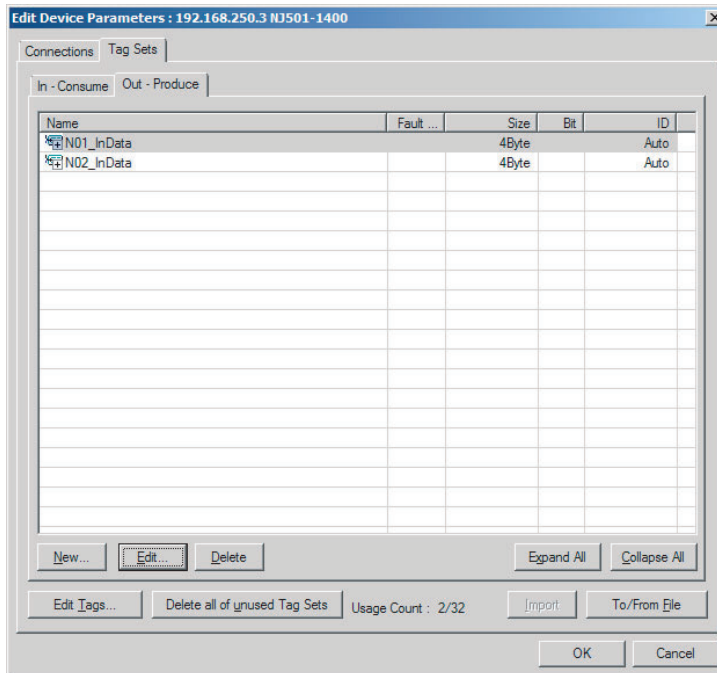 Edit Device Parameters : 192.168.250.3 NJ501-1400
Connections Tag Sets
In - Consume Out - Produce
Name Fault ... Size Bit ID
N01_InData 4Byte Auto
N02_InData 4Byte Auto
New... Edit... Delete Expand All Collapse All
Edit Tags... Delete all of unused Tag Sets Usage Count : 2/32 Import To/From File
OK Cancel